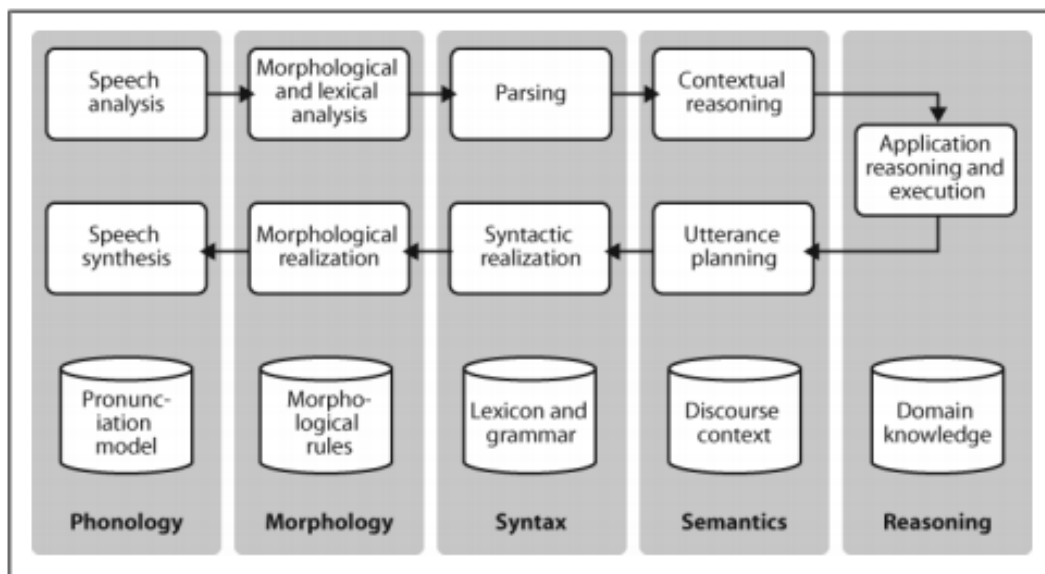 Speech
analysis
Morphological
and lexical
analysis
Parsing
Contextual
reasoning
Application
reasoning and
execution
Speech
synthesis
Morphological
realization
Syntactic
realization
Utterance
planning
Pronunc-
iation
model
Morpho-
logical
rules
Lexicon and
grammar
Discourse
context
Domain
knowledge
Phonology
Morphology
Syntax
Semantics
Reasoning